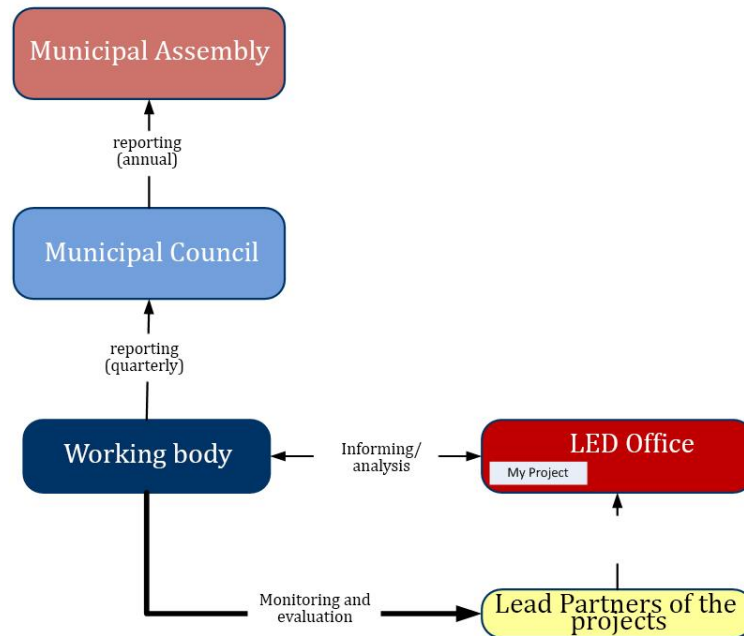 Municipal Assembly
reporting
(annual)
Municipal Council
reporting
(quarterly)
Working body
Informing/
analysis
LED Office
My Project
Monitoring and
evaluation
Lead Partners of the
projects